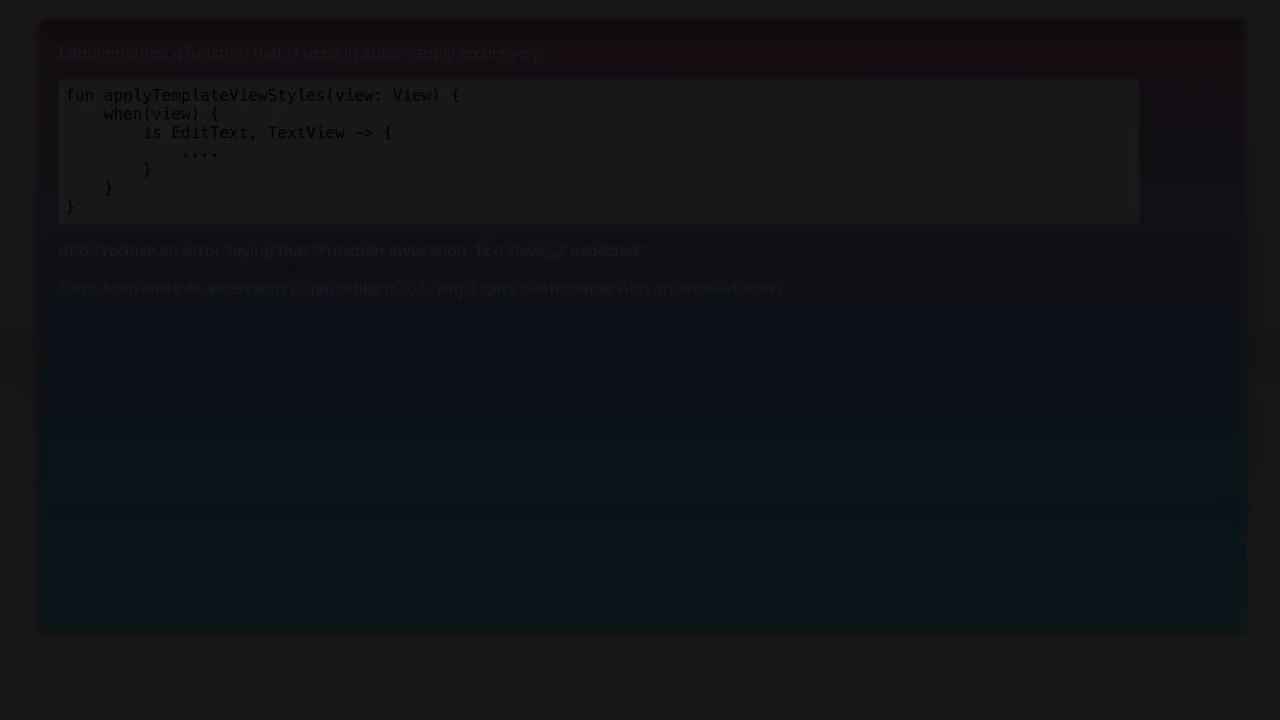 I implemented a function that is used in anko's apply recursively:
fun applyTemplateViewStyles(view: View) {
    when(view) {
        is EditText, TextView -> {
            ....
        }
    }
}
And I receive an error saying that "Function invocation 'TextView(...)' expected"
Since I can write an when with a clause like is 0, 1, why I can't do the same with an Android View?